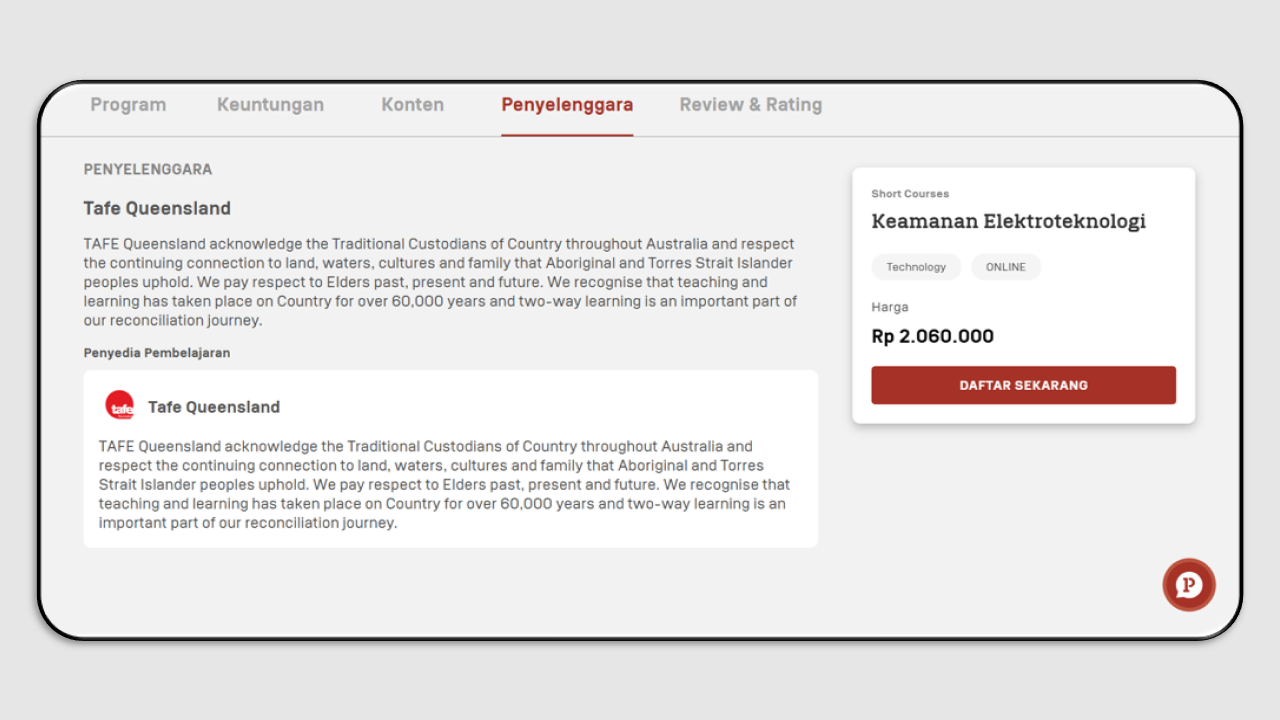 Program Keuntungan Konten Penyelenggara Review & Rating
PENYELENGGARA
Tafe Queensland
TAFE Queensland acknowledge the Traditional Custodians of Country throughout Australia and respect
the continuing connection to land, waters, cultures and family that Aboriginal and Torres Strait Islander
peoples uphold. We pay respect to Elders past, present and future. We recognise that teaching and
learning has taken place on Country for over 60,000 years and two-way learning is an important part of
our reconciliation journey.
Penyedia Pembelajaran
tafe
Tafe Queensland
TAFE Queensland acknowledge the Traditional Custodians of Country throughout Australia and
respect the continuing connection to land, waters, cultures and family that Aboriginal and Torres
Strait Islander peoples uphold. We pay respect to Elders past, present and future. We recognise that
teaching and learning has taken place on Country for over 60,000 years and two-way learning is an
important part of our reconciliation journey.
Short Courses
Keamanan Elektroteknologi
Technology ONLINE
Harga
Rp 2.060.000
DAFTAR SEKARANG
P